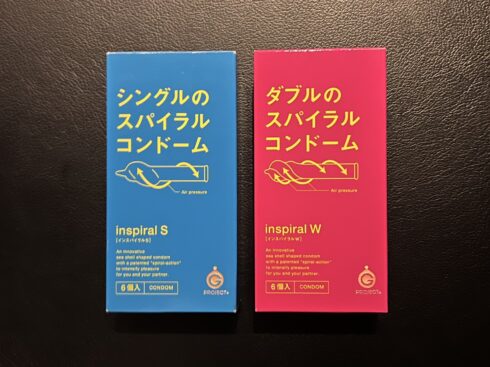 シングルの
スパイラル
コンドーム
Air pressure
inspiral S
[インスパイラルS]
An innovative
sea shell shaped condom
with a patented "spiral-action"
to intensify pleasure
for you and your partner.
6個入 CONDOM
G PROJECT
ダブルの
スパイラル
コンドーム
Air pressure
inspiral W
[インスパイラルW]
An innovative
sea shell shaped condom
with a patented "spiral-action"
to intensify pleasure
for you and your partner.
6個入 CONDOM
G PROJECT